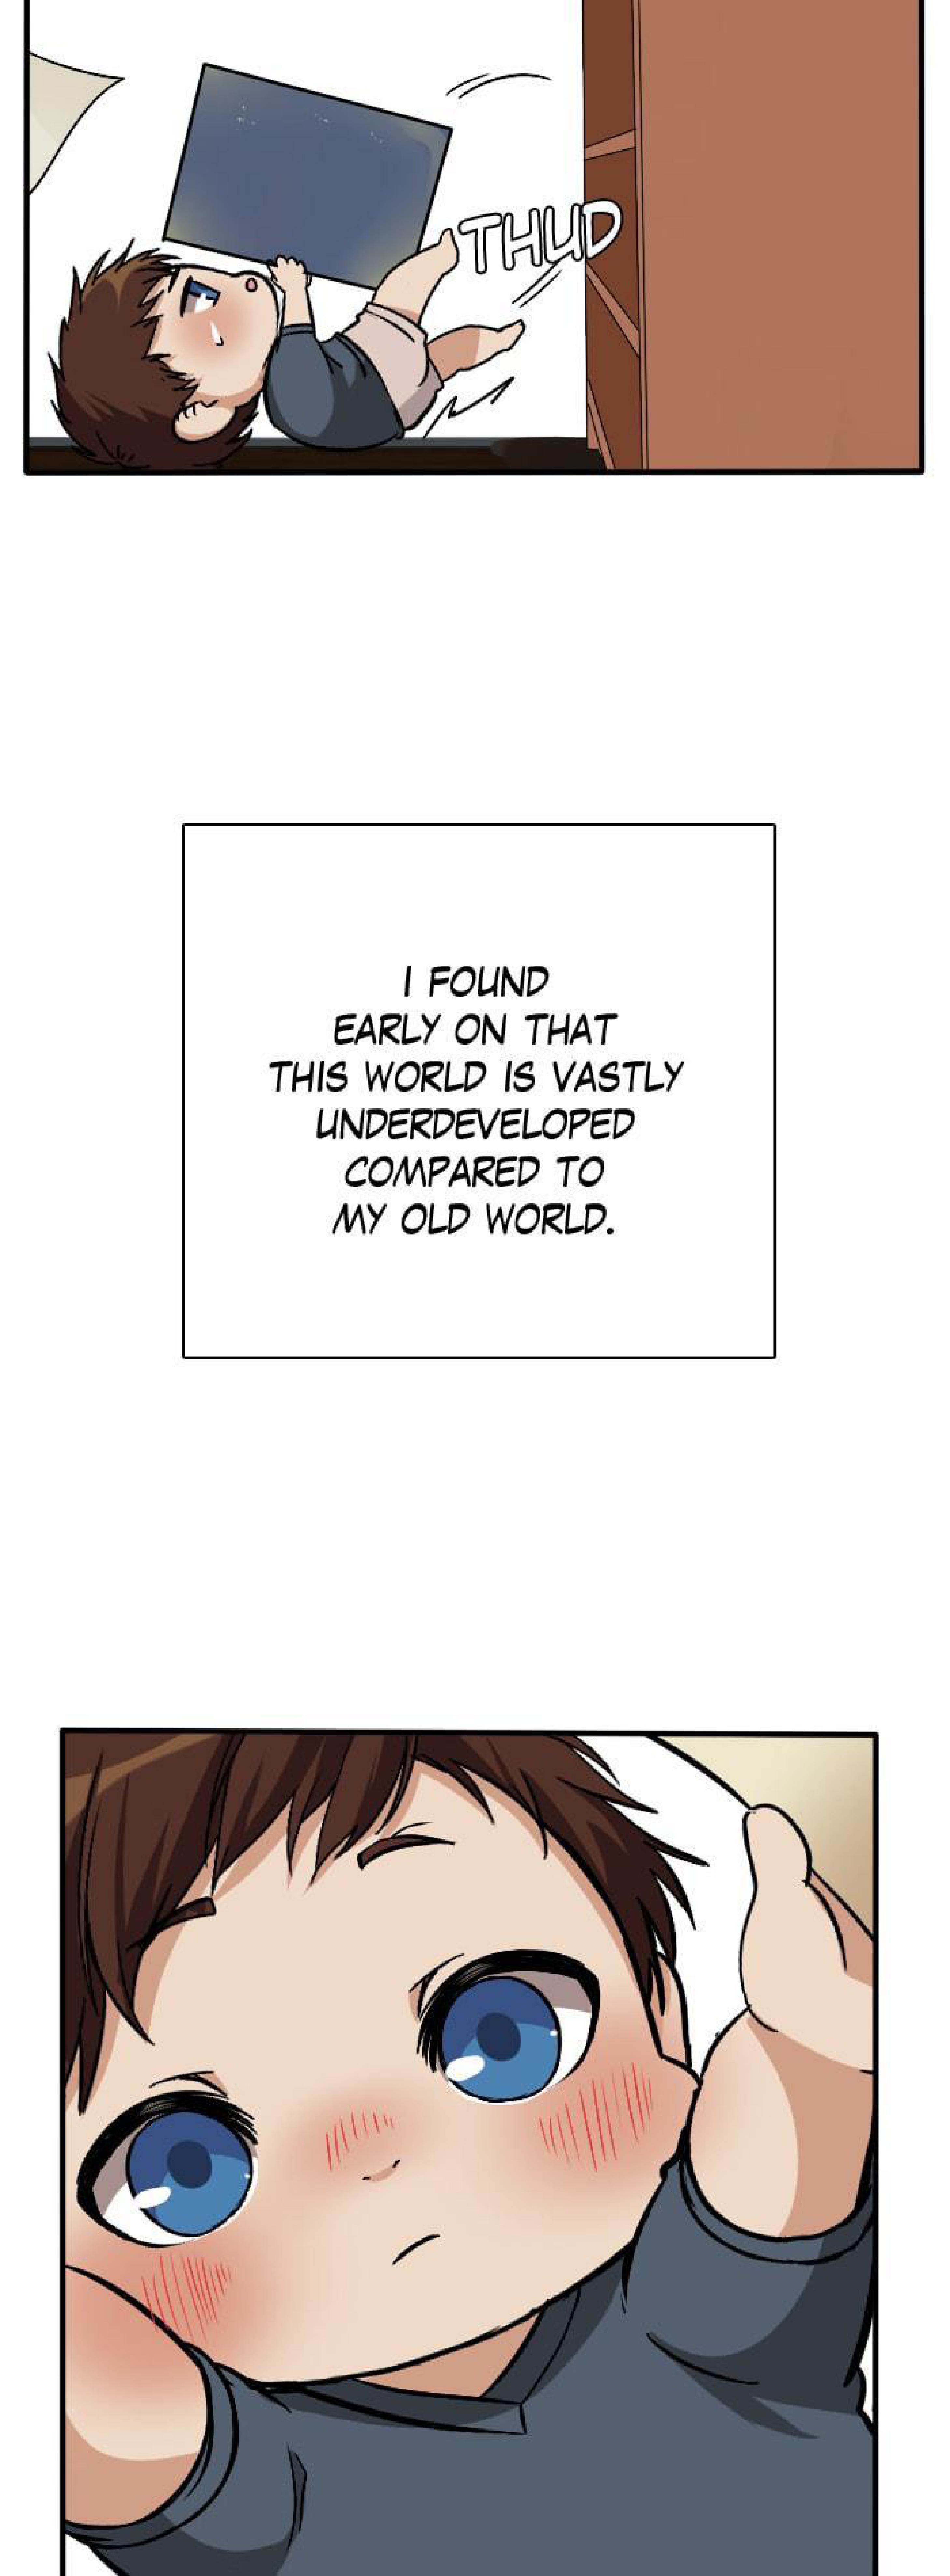 THUD
I FOUND
EARLY ON THAT
THIS WORLD IS VASTLY
UNDERDEVELOPED
COMPARED TO
MY OLD WORLD.